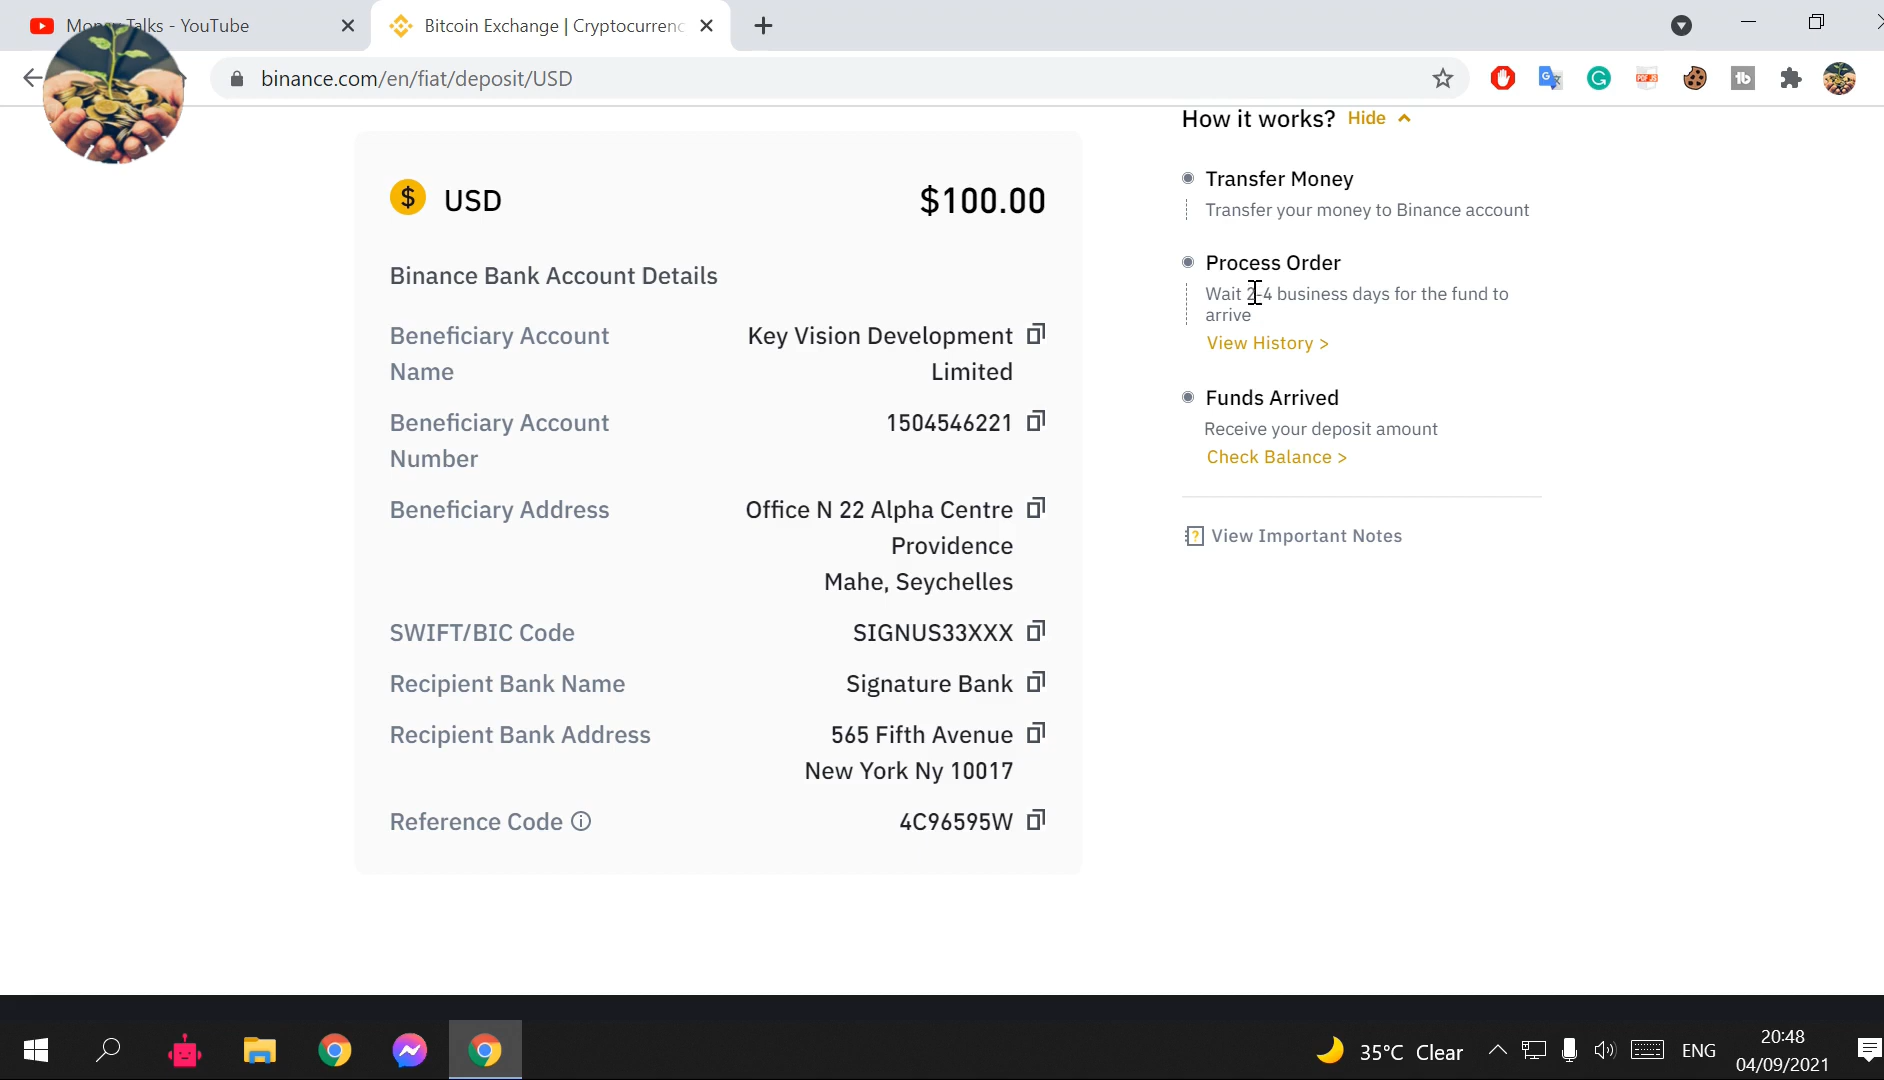 Money Talks - YouTube
Bitcoin Exchange | Cryptocurrenc
binance.com/en/fiat/deposit/USD
$ USD $100.00
Binance Bank Account Details
Beneficiary Account Key Vision Development
Name Limited
Beneficiary Account 1504546221
Number
Beneficiary Address Office N 22 Alpha Centre
Providence
Mahe, Seychelles
SWIFT/BIC Code SIGNUS33XXX
Recipient Bank Name Signature Bank
Recipient Bank Address 565 Fifth Avenue
New York Ny 10017
Reference Code 4C96595W
How it works? Hide
Transfer Money
Transfer your money to Binance account
Process Order
Wait 2-4 business days for the fund to
arrive
View History >
Funds Arrived
Receive your deposit amount
Check Balance >
View Important Notes
35°C Clear
ENG
20:48
04/09/2021